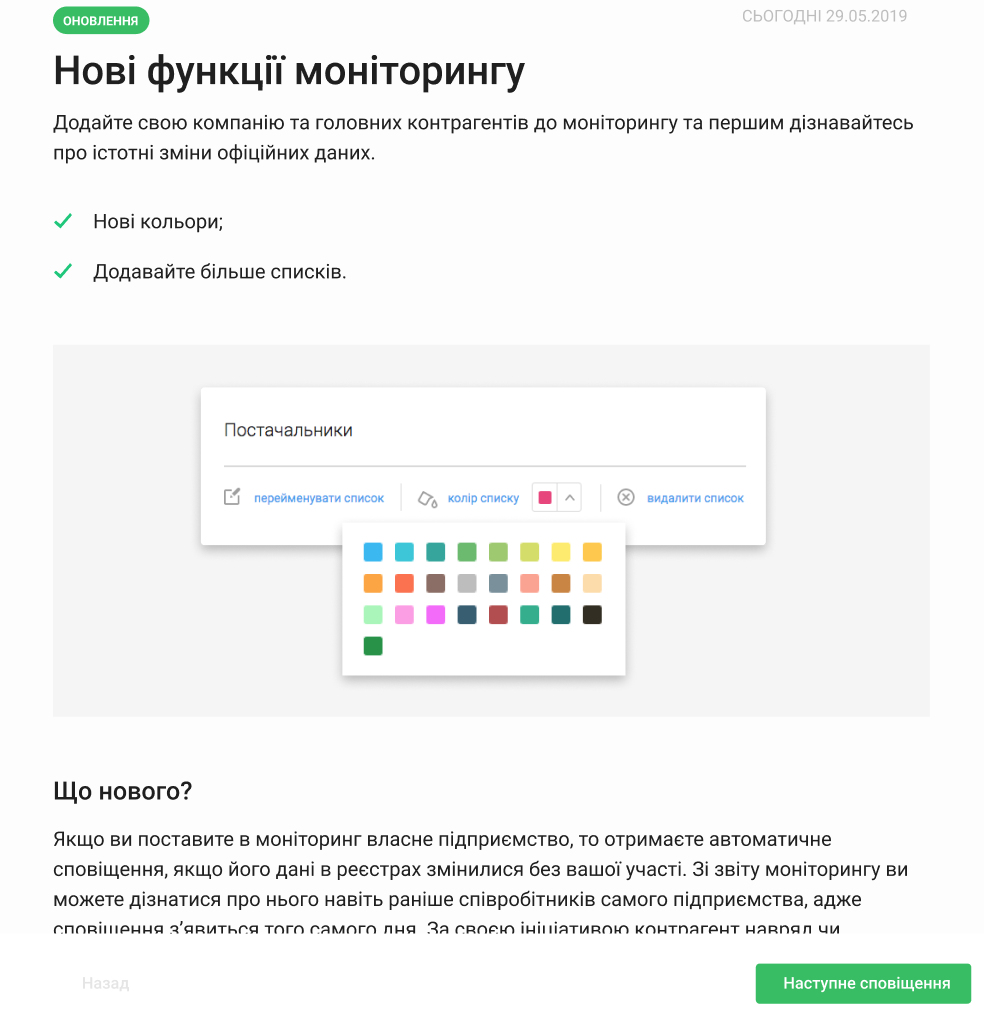 ОНОВЛЕННЯ
СЬОГОДНІ 29.05.2019
Нові функції моніторингу
Додайте свою компанію та головних контрагентів до моніторингу та першим дізнавайтесь
про істотні зміни офіційних даних.
Нові кольори;
Додавайте більше списків.
Постачальники
перейменувати список
колір списку
видалити список
Що нового?
Якщо ви поставите в моніторинг власне підприємство, то отримаєте автоматичне
сповіщення, якщо його дані в реєстрах змінилися без вашої участі. Зі звіту моніторингу ви
можете дізнатися про нього навіть раніше співробітників самого підприємства, адже
сповіщення з’явиться того самого дня. За своєю ініціативою контрагент навряд чи
Назад
Наступне сповіщення